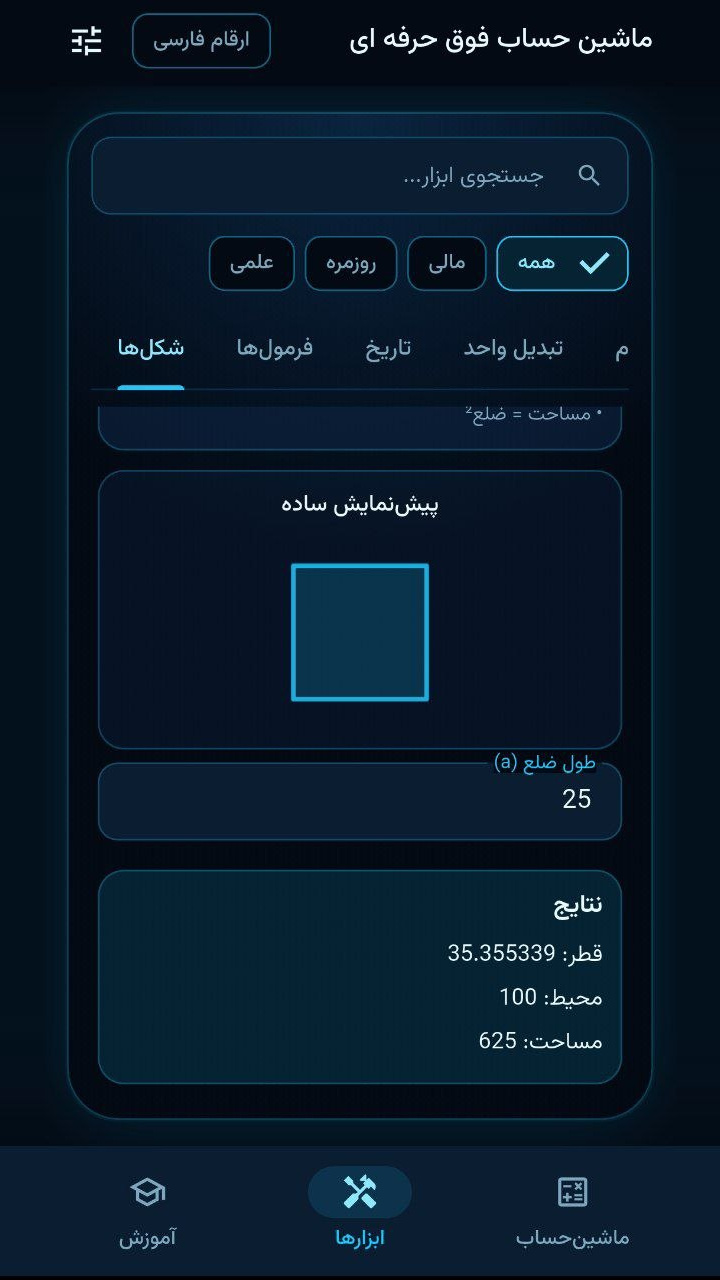 ماشین حساب فوق حرفه ای
ارقام فارسی
جستجوی ابزار...
همه
مالی
روزمره
علمی
م
تبدیل واحد
تاریخ
فرمول‌ها
شکل‌ها
• مساحت = ضلع²
پیش‌نمایش ساده
طول ضلع (a)
25
نتایج
قطر: 35.355339
محیط: 100
مساحت: 625
ماشین‌حساب
ابزارها
آموزش